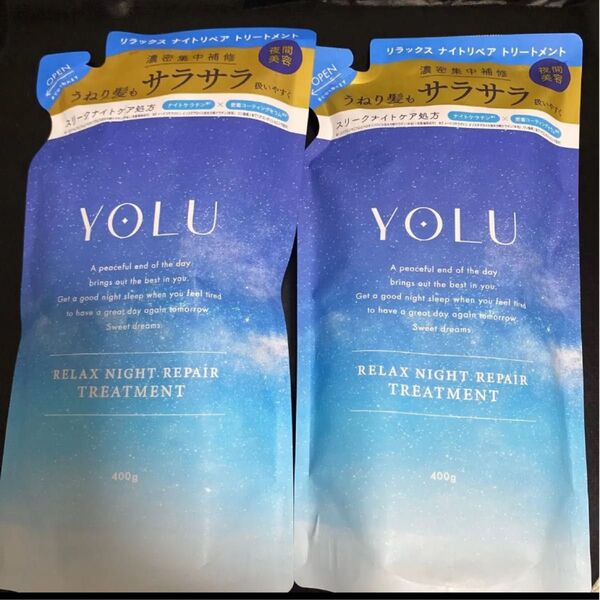 OPEN
リラックス ナイトリペア トリートメント
濃密集中補修
夜間
美容
うねり髪も サラサラ 扱いやすく
スリークナイトケア処方
ナイトケラチン
×
YOLU
A peaceful end of the day
brings out the best in you.
Get a good night sleep when you feel tired
to have a great day again tomorrow.
Sweet dreams.
RELAX NIGHT REPAIR
TREATMENT
400g
OPEN
リラックス ナイトリペア トリートメント
濃密集中補修
夜間
美容
うねり髪も サラサラ 扱いやすく
スリークナイトケア処方
ナイトケラチン
×
YOLU
A peaceful end of the day
brings out the best in you.
Get a good night sleep when you feel tired
to have a great day again tomorrow.
Sweet dreams.
RELAX NIGHT REPAIR
TREATMENT
400g